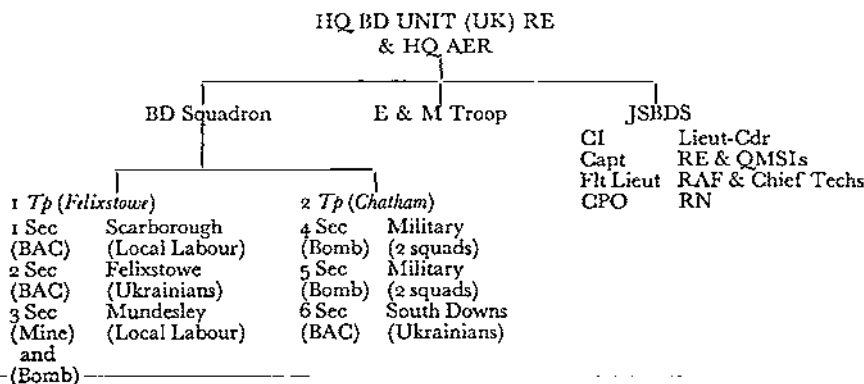 HQ BD UNIT (UK) RE
& HQ AER
BD Squadron E & M Troop JSBDS
CI Lieut-Cdr
Capt RE & QMSIs
Flt Lieut RAF & Chief Techs
CPO RN
1 Tp (Felixstowe) 2 Tp (Chatham)
1 Sec Scarborough 4 Sec Military
(BAC) (Local Labour) (Bomb) (2 squads)
2 Sec Felixstowe 5 Sec Military
(BAC) (Ukrainians) (Bomb) (2 squads)
3 Sec Mundesley 6 Sec South Downs
(Mine) (Local Labour) (BAC) (Ukrainians)
and
(Bomb)